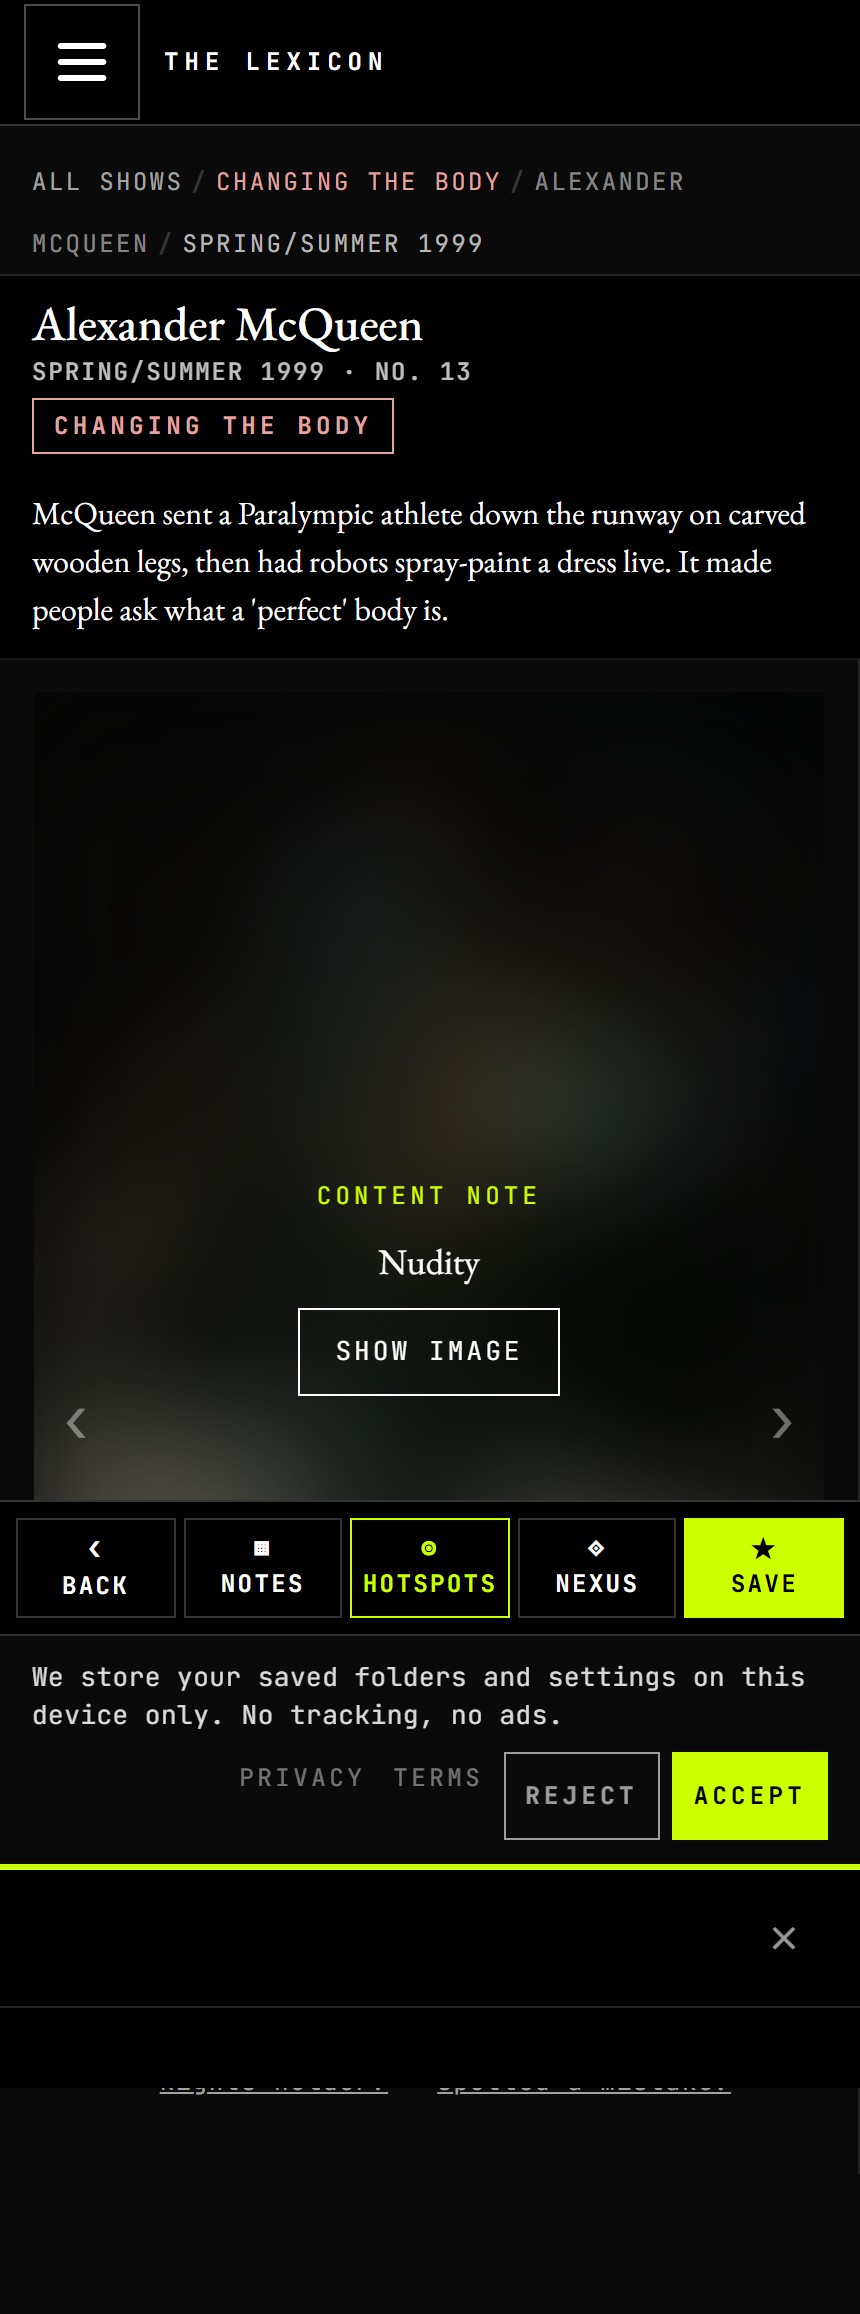 THE LEXICON
ALL SHOWS / CHANGING THE BODY / ALEXANDER
MCQUEEN / SPRING/SUMMER 1999
Alexander McQueen
SPRING/SUMMER 1999 · NO. 13
CHANGING THE BODY
McQueen sent a Paralympic athlete down the runway on carved
wooden legs, then had robots spray-paint a dress live. It made
people ask what a 'perfect' body is.
CONTENT NOTE
Nudity
SHOW IMAGE
‹ ›
BACK NOTES HOTSPOTS NEXUS SAVE
We store your saved folders and settings on this
device only. No tracking, no ads.
PRIVACY TERMS REJECT ACCEPT
×